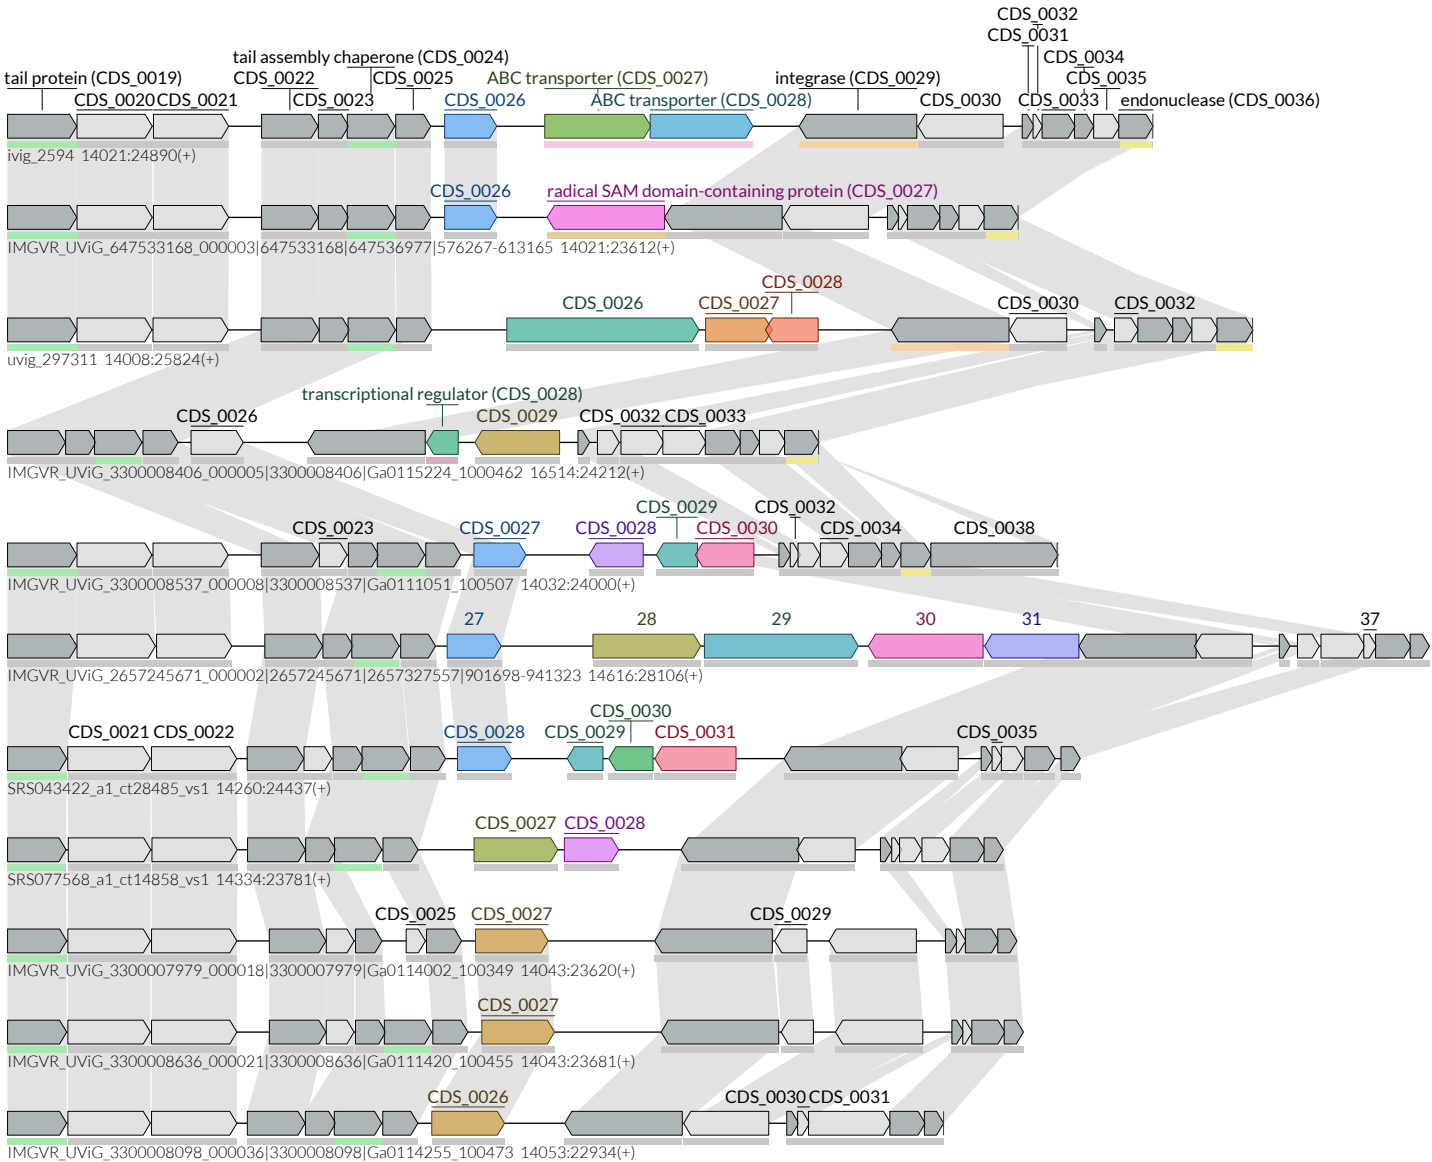 CDS_0032
CDS_0031
tail assembly chaperone (CDS_0024)
CDS_0034
tail protein (CDS_0019) CDS_0022 CDS_0025 ABC transporter (CDS_0027) integrase (CDS_0029) CDS_0035
CDS_0020 CDS_0021 CDS_0023 CDS_0026 ABC transporter (CDS_0028) CDS_0030 CDS_0033 endonuclease (CDS_0036)
ivig_2594 14021:24890(+)
CDS_0026 radical SAM domain-containing protein (CDS_0027)
IMGVR_UViG_647533168_000003|647533168|647536977|576267-613165 14021:23612(+)
CDS_0028
CDS_0026 CDS_0027 CDS_0030 CDS_0032
uvig_297311 14008:25824(+)
transcriptional regulator (CDS_0028)
CDS_0026 CDS_0029 CDS_0032 CDS_0033
IMGVR_UViG_3300008406_000005|3300008406|Ga0115224_1000462 16514:24212(+)
CDS_0029 CDS_0032
CDS_0023 CDS_0027 CDS_0028 CDS_0030 CDS_0034 CDS_0038
IMGVR_UViG_3300008537_000008|3300008537|Ga0111051_100507 14032:24000(+)
27 28 29 30 31 37
IMGVR_UViG_2657245671_000002|2657245671|2657327557|901698-941323 14616:28106(+)
CDS_0030
CDS_0021 CDS_0022 CDS_0028 CDS_0029 CDS_0031 CDS_0035
SRS043422_a1_ct28485_vs1 14260:24437(+)
CDS_0027 CDS_0028
SRS077568_a1_ct14858_vs1 14334:23781(+)
CDS_0025 CDS_0027 CDS_0029
IMGVR_UViG_3300007979_000018|3300007979|Ga0114002_100349 14043:23620(+)
CDS_0027
IMGVR_UViG_3300008636_000021|3300008636|Ga0111420_100455 14043:23681(+)
CDS_0026 CDS_0030 CDS_0031
IMGVR_UViG_3300008098_000036|3300008098|Ga0114255_100473 14053:22934(+)